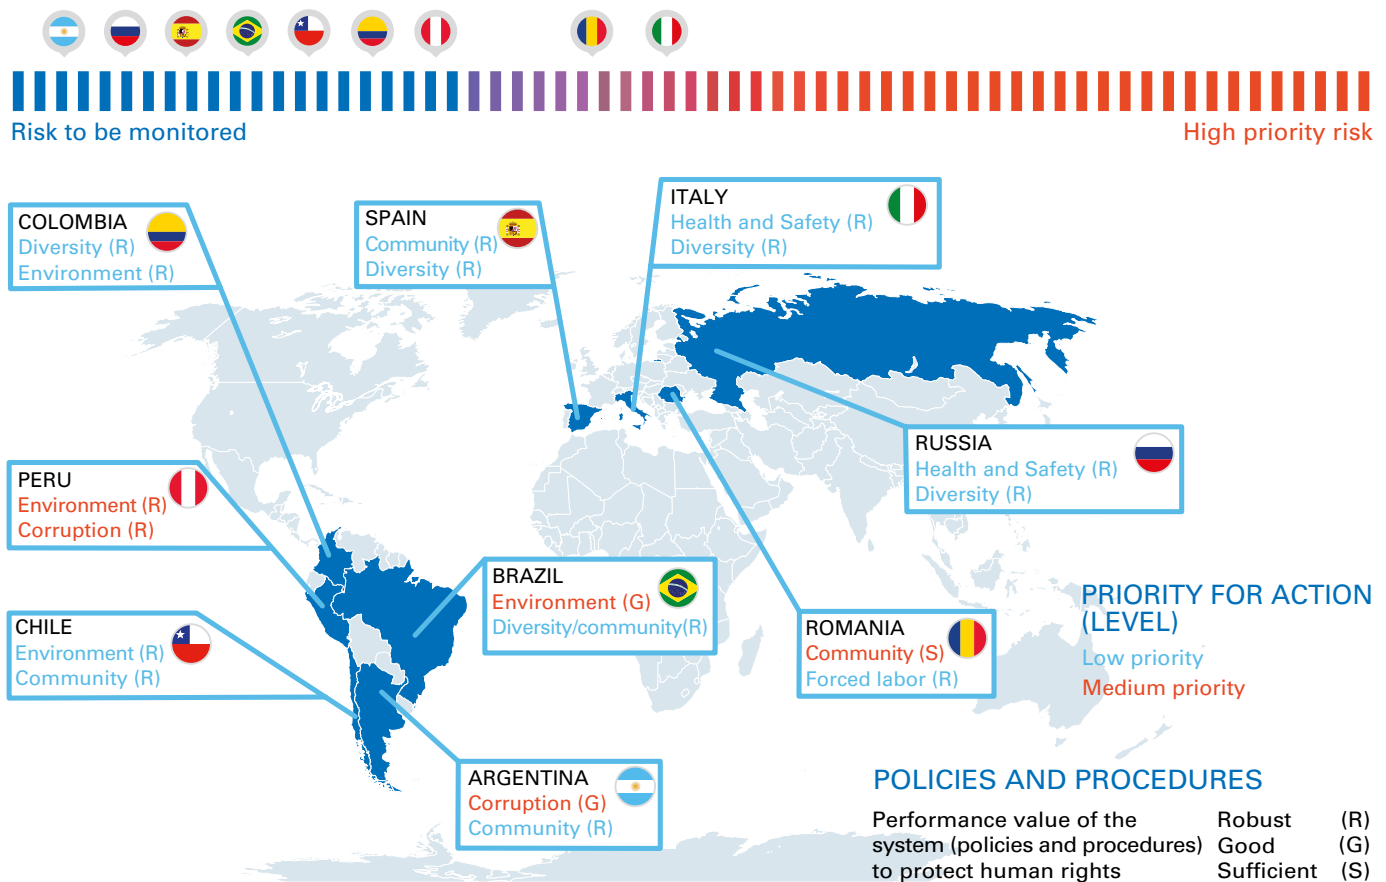 Risk to be monitored
High priority risk
ITALY
Health and Safety (R)
Diversity (R)
COLOMBIA
Diversity (R)
Environment (R)
SPAIN
Community (R)
Diversity (R)
RUSSIA
Health and Safety (R)
Diversity (R)
PERU
Environment (R)
Corruption (R)
BRAZIL
Environment (G)
Diversity/community(R)
CHILE
Environment (R)
Community (R)
ROMANIA
Community (S)
Forced labor (R)
PRIORITY FOR ACTION
(LEVEL)
Low priority
Medium priority
ARGENTINA
Corruption (G)
Community (R)
POLICIES AND PROCEDURES
Performance value of the Robust (R)
system (policies and procedures) Good (G)
to protect human rights Sufficient (S)